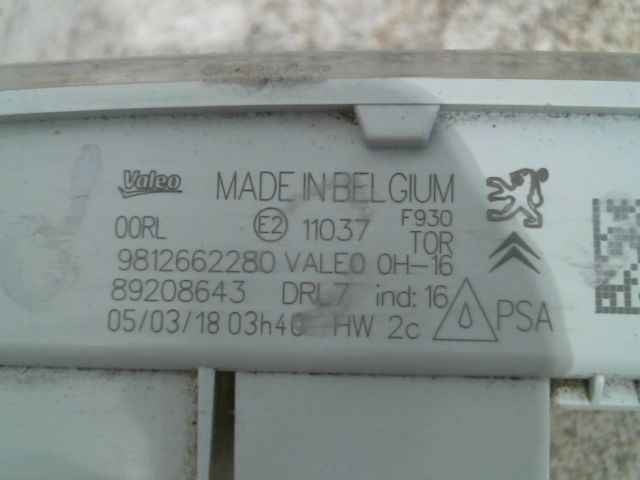 Valeo MADE IN BELGIUM
00RL E2 11037 F930
TOR
9812662280 VALEO 0H-16
89208643 DRL7 ind: 16
05/03/18 03h40 HW 2c PSA